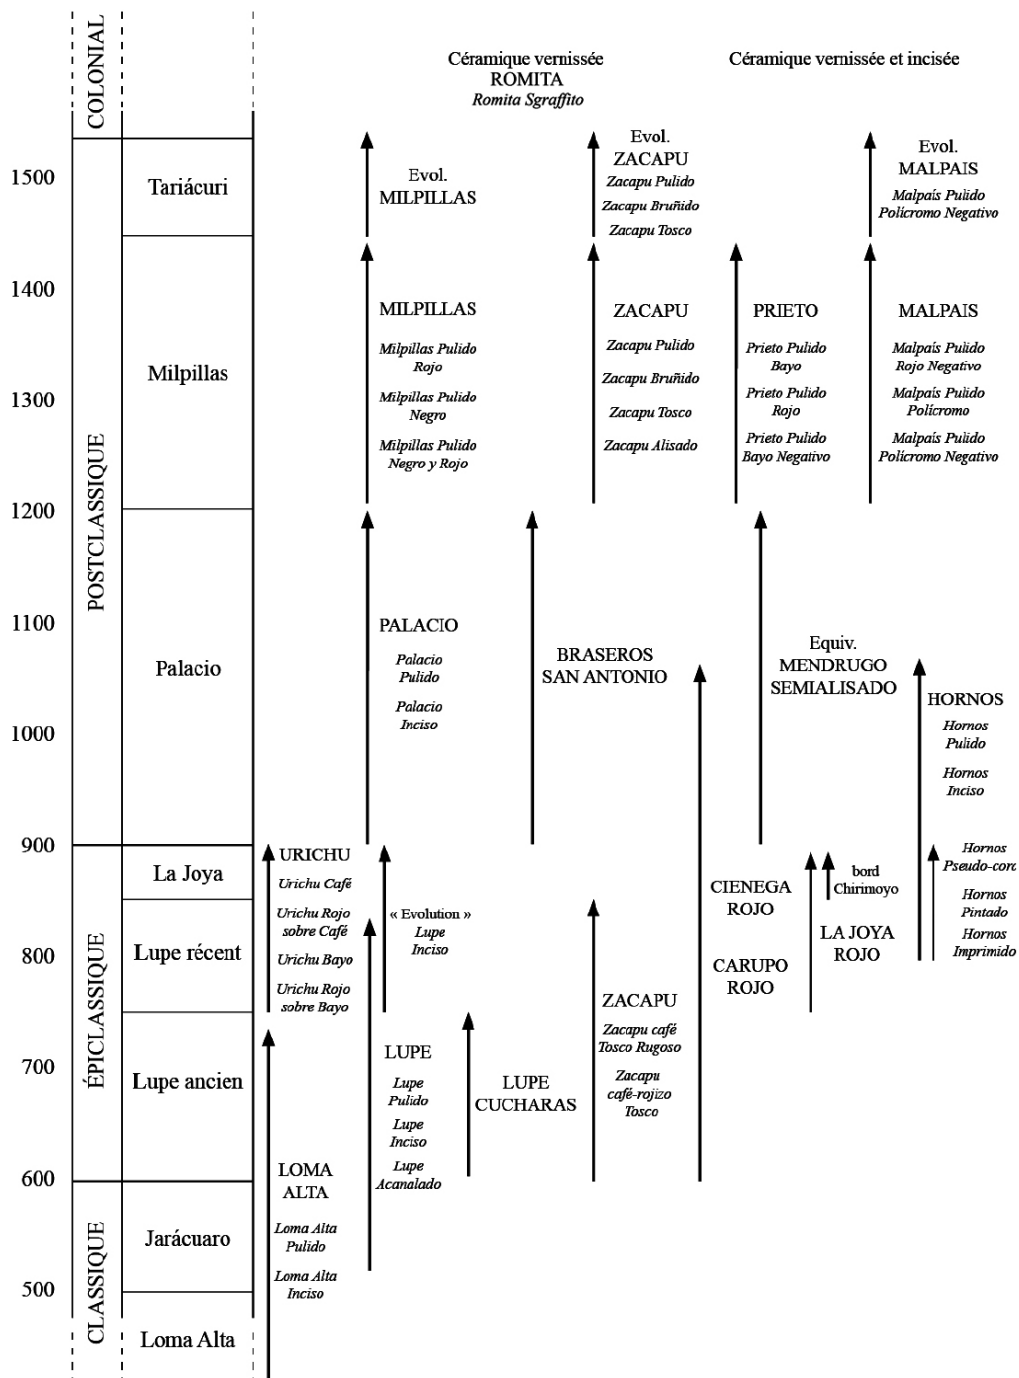 COLONIAL
POSTCLASSIQUE
ÉPICLASSIQUE
CLASSIQUE
1500
1400
1300
1200
1100
1000
900
800
700
600
500
Tariácuri
Milpillas
Palacio
La Joya
Lupe récent
Lupe ancien
Jarácuaro
Loma Alta
Céramique vernissée
ROMITA
Romita Sgraffito
Céramique vernissée et incisée
Evol.
MILPILLAS
Evol.
ZACAPU
Zacapu Pulido
Zacapu Bruñido
Zacapu Tosco
Evol.
MALPAIS
Malpaís Pulido
Polícromo Negativo
MILPILLAS
Milpillas Pulido
Rojo
Milpillas Pulido
Negro
Milpillas Pulido
Negro y Rojo
ZACAPU
Zacapu Pulido
Zacapu Bruñido
Zacapu Tosco
Zacapu Alisado
PRIETO
Prieto Pulido
Bayo
Prieto Pulido
Rojo
Prieto Pulido
Bayo Negativo
MALPAIS
Malpaís Pulido
Rojo Negativo
Malpaís Pulido
Polícromo
Malpaís Pulido
Polícromo Negativo
PALACIO
Palacio
Pulido
Palacio
Inciso
BRASEROS
SAN ANTONIO
Equiv.
MENDRUGO
SEMIALISADO
HORNOS
Hornos
Pulido
Hornos
Inciso
Hornos
Pseudo-cord
Hornos
Pintado
Hornos
Imprimido
URICHU
Urichu Café
Urichu Rojo
sobre Café
Urichu Bayo
Urichu Rojo
sobre Bayo
« Evolution »
Lupe
Inciso
CIENEGA
ROJO
CARUPO
ROJO
bord
Chirimoyo
LA JOYA
ROJO
LUPE
Lupe
Pulido
Lupe
Inciso
Lupe
Acanalado
LUPE
CUCHARAS
ZACAPU
Zacapu café
Tosco Rugoso
Zacapu
café-rojizo
Tosco
LOMA
ALTA
Loma Alta
Pulido
Loma Alta
Inciso